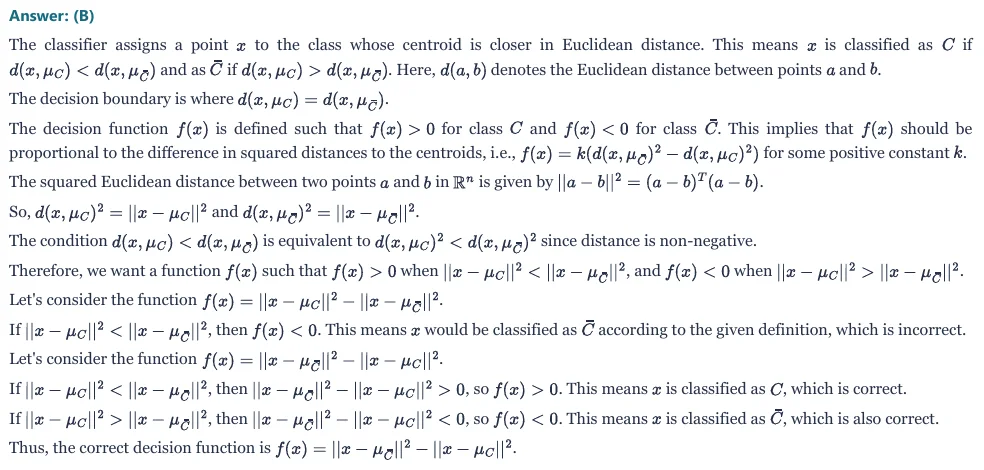 Answer: (B)
The classifier assigns a point x to the class whose centroid is closer in Euclidean distance. This means x is classified as C if
d(x, μ_C) < d(x, μ_C̄) and as C̄ if d(x, μ_C) > d(x, μ_C̄). Here, d(a, b) denotes the Euclidean distance between points a and b.
The decision boundary is where d(x, μ_C) = d(x, μ_C̄).
The decision function f(x) is defined such that f(x) > 0 for class C and f(x) < 0 for class C̄. This implies that f(x) should be
proportional to the difference in squared distances to the centroids, i.e., f(x) = k(d(x, μ_C̄)² − d(x, μ_C)²) for some positive constant k.
The squared Euclidean distance between two points a and b in ℝⁿ is given by ||a − b||² = (a − b)ᵀ(a − b).
So, d(x, μ_C)² = ||x − μ_C||² and d(x, μ_C̄)² = ||x − μ_C̄||².
The condition d(x, μ_C) < d(x, μ_C̄) is equivalent to d(x, μ_C)² < d(x, μ_C̄)² since distance is non-negative.
Therefore, we want a function f(x) such that f(x) > 0 when ||x − μ_C||² < ||x − μ_C̄||², and f(x) < 0 when ||x − μ_C||² > ||x − μ_C̄||².
Let's consider the function f(x) = ||x − μ_C||² − ||x − μ_C̄||².
If ||x − μ_C||² < ||x − μ_C̄||², then f(x) < 0. This means x would be classified as C̄ according to the given definition, which is incorrect.
Let's consider the function f(x) = ||x − μ_C̄||² − ||x − μ_C||².
If ||x − μ_C||² < ||x − μ_C̄||², then ||x − μ_C̄||² − ||x − μ_C||² > 0, so f(x) > 0. This means x is classified as C, which is correct.
If ||x − μ_C||² > ||x − μ_C̄||², then ||x − μ_C̄||² − ||x − μ_C||² < 0, so f(x) < 0. This means x is classified as C̄, which is also correct.
Thus, the correct decision function is f(x) = ||x − μ_C̄||² − ||x − μ_C||².